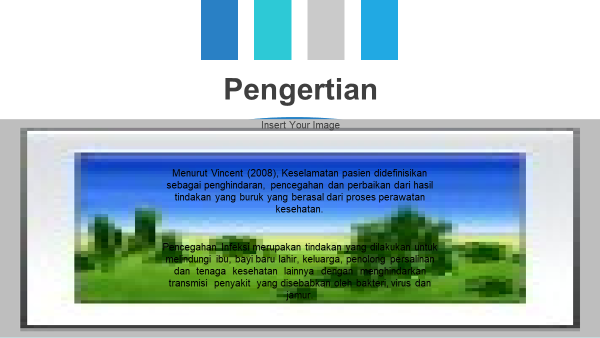 Pengertian
Insert Your Image
Menurut Vincent (2008), Keselamatan pasien didefinisikan
sebagai penghindaran, pencegahan dan perbaikan dari hasil
tindakan yang buruk yang berasal dari proses perawatan
kesehatan.
Pencegahan Infeksi merupakan tindakan yang dilakukan untuk
melindungi ibu, bayi baru lahir, keluarga, penolong persalinan
dan tenaga kesehatan lainnya dengan menghindarkan
transmisi penyakit yang disebabkan oleh bakteri, virus dan
jamur.